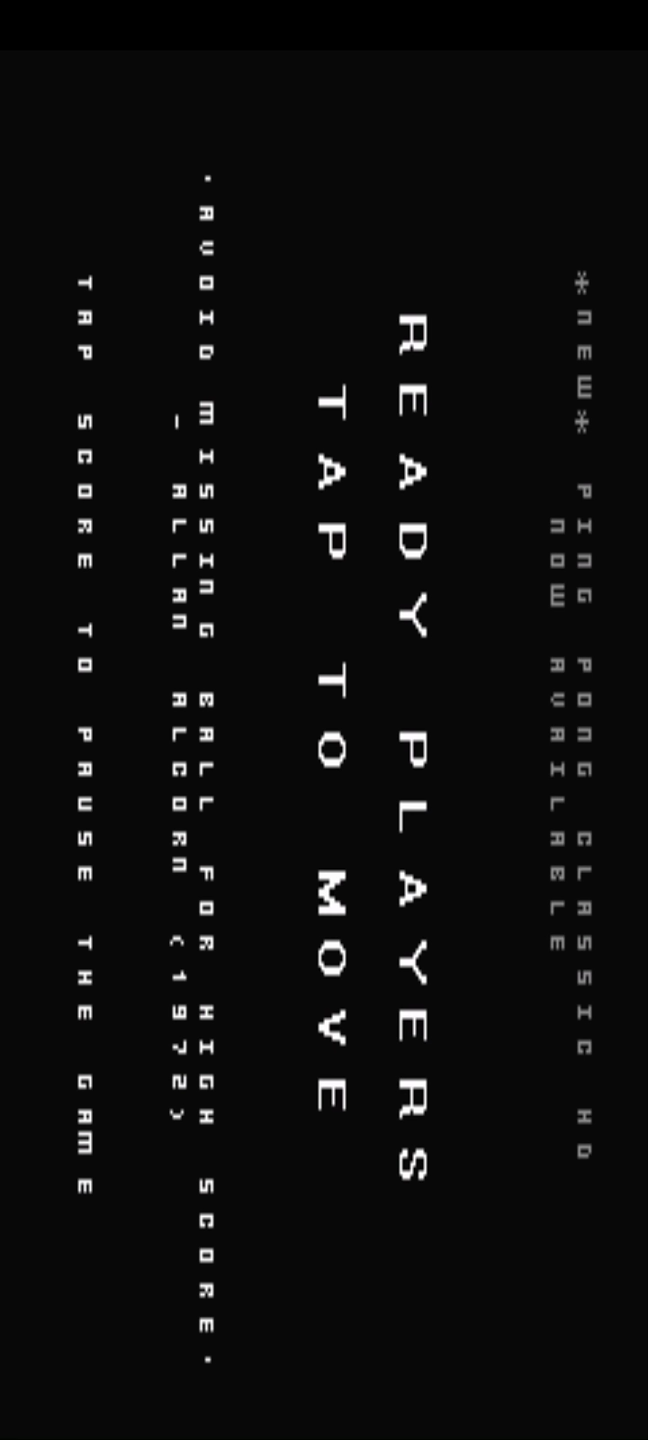 *NEW* PING PONG CLASSIC HD
NOW AVAILABLE
READY PLAYERS
TAP TO MOVE
'AVOID MISSING BALL FOR HIGH SCORE.'
- ALLAN ALCORN (1972)
TAP SCORE TO PAUSE THE GAME